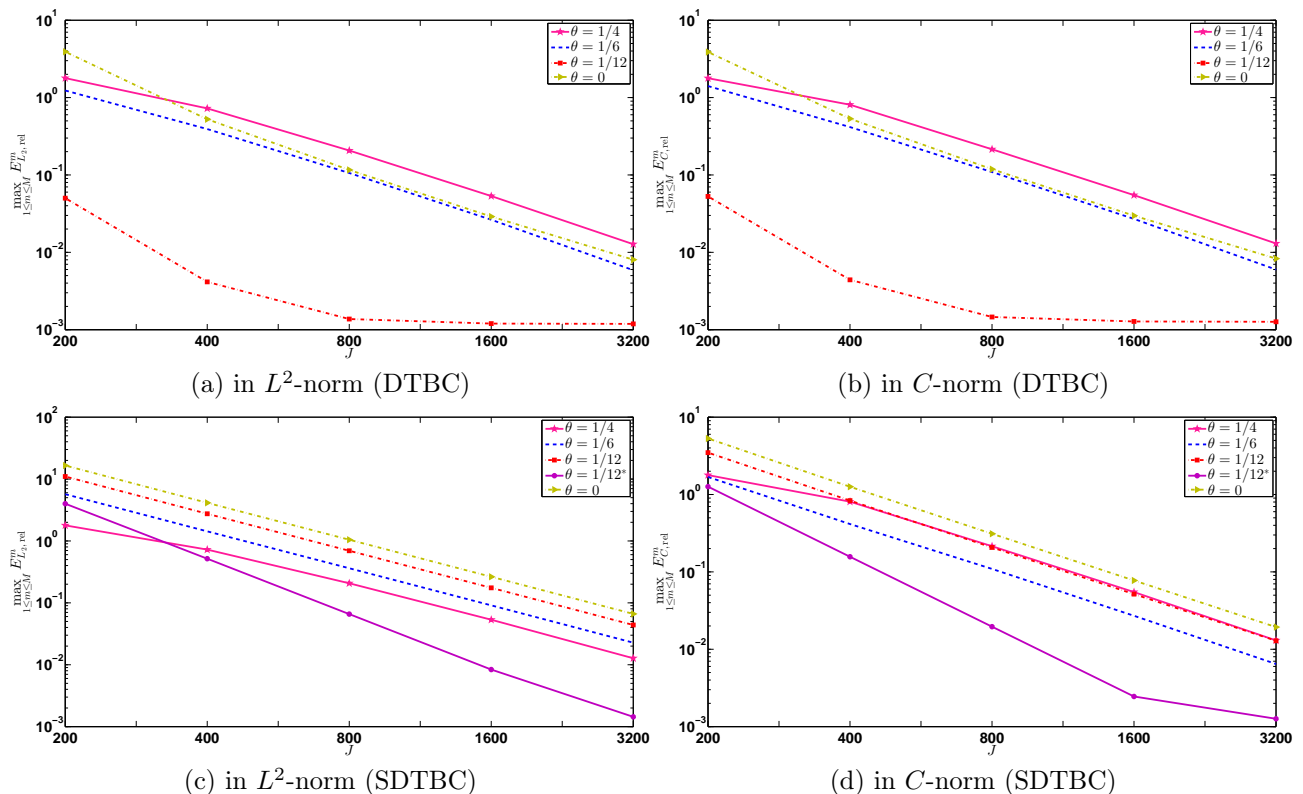 10^1
10^0
10^{-1}
10^{-2}
10^{-3}
max_{1≤m≤M} E^m_{L_2,rel}
200 400 800 1600 3200
J
θ = 1/4
θ = 1/6
θ = 1/12
θ = 0
(a) in L^2-norm (DTBC)
10^1
10^0
10^{-1}
10^{-2}
10^{-3}
max_{1≤m≤M} E^m_{C,rel}
200 400 800 1600 3200
J
θ = 1/4
θ = 1/6
θ = 1/12
θ = 0
(b) in C-norm (DTBC)
10^2
10^1
10^0
10^{-1}
10^{-2}
10^{-3}
max_{1≤m≤M} E^m_{L_2,rel}
200 400 800 1600 3200
J
θ = 1/4
θ = 1/6
θ = 1/12
θ = 1/12*
θ = 0
(c) in L^2-norm (SDTBC)
10^1
10^0
10^{-1}
10^{-2}
10^{-3}
max_{1≤m≤M} E^m_{C,rel}
200 400 800 1600 3200
J
θ = 1/4
θ = 1/6
θ = 1/12
θ = 1/12*
θ = 0
(d) in C-norm (SDTBC)